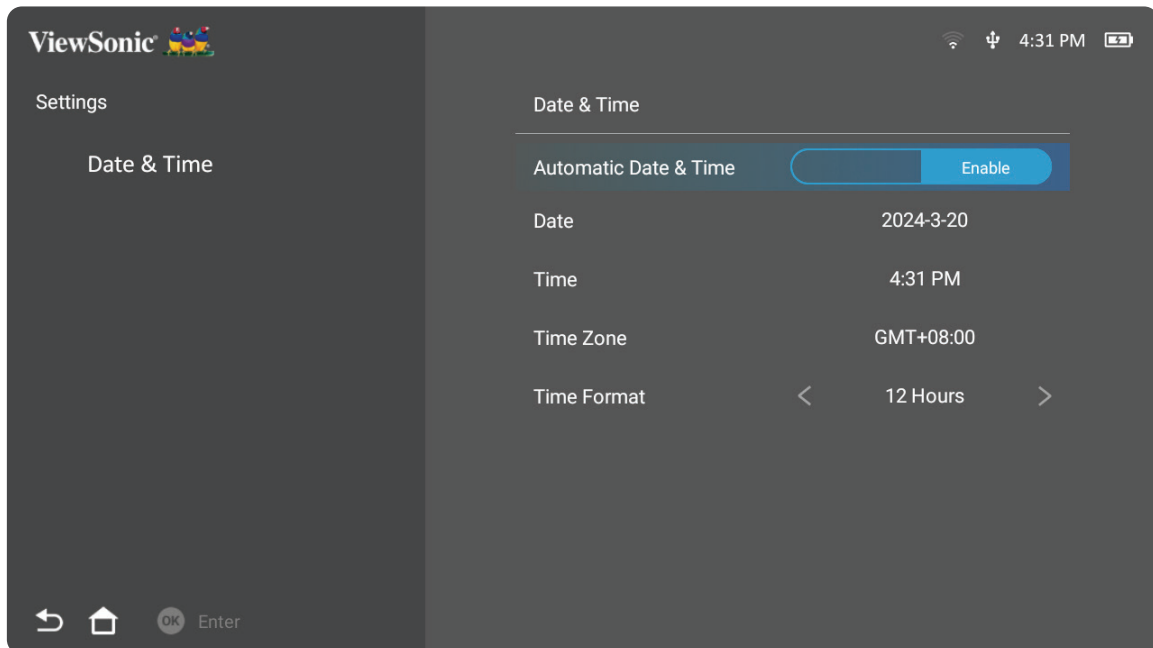 ViewSonic®
4:31 PM
Settings
Date & Time
Date & Time
Automatic Date & Time Enable
Date 2024-3-20
Time 4:31 PM
Time Zone GMT+08:00
Time Format < 12 Hours >
OK Enter